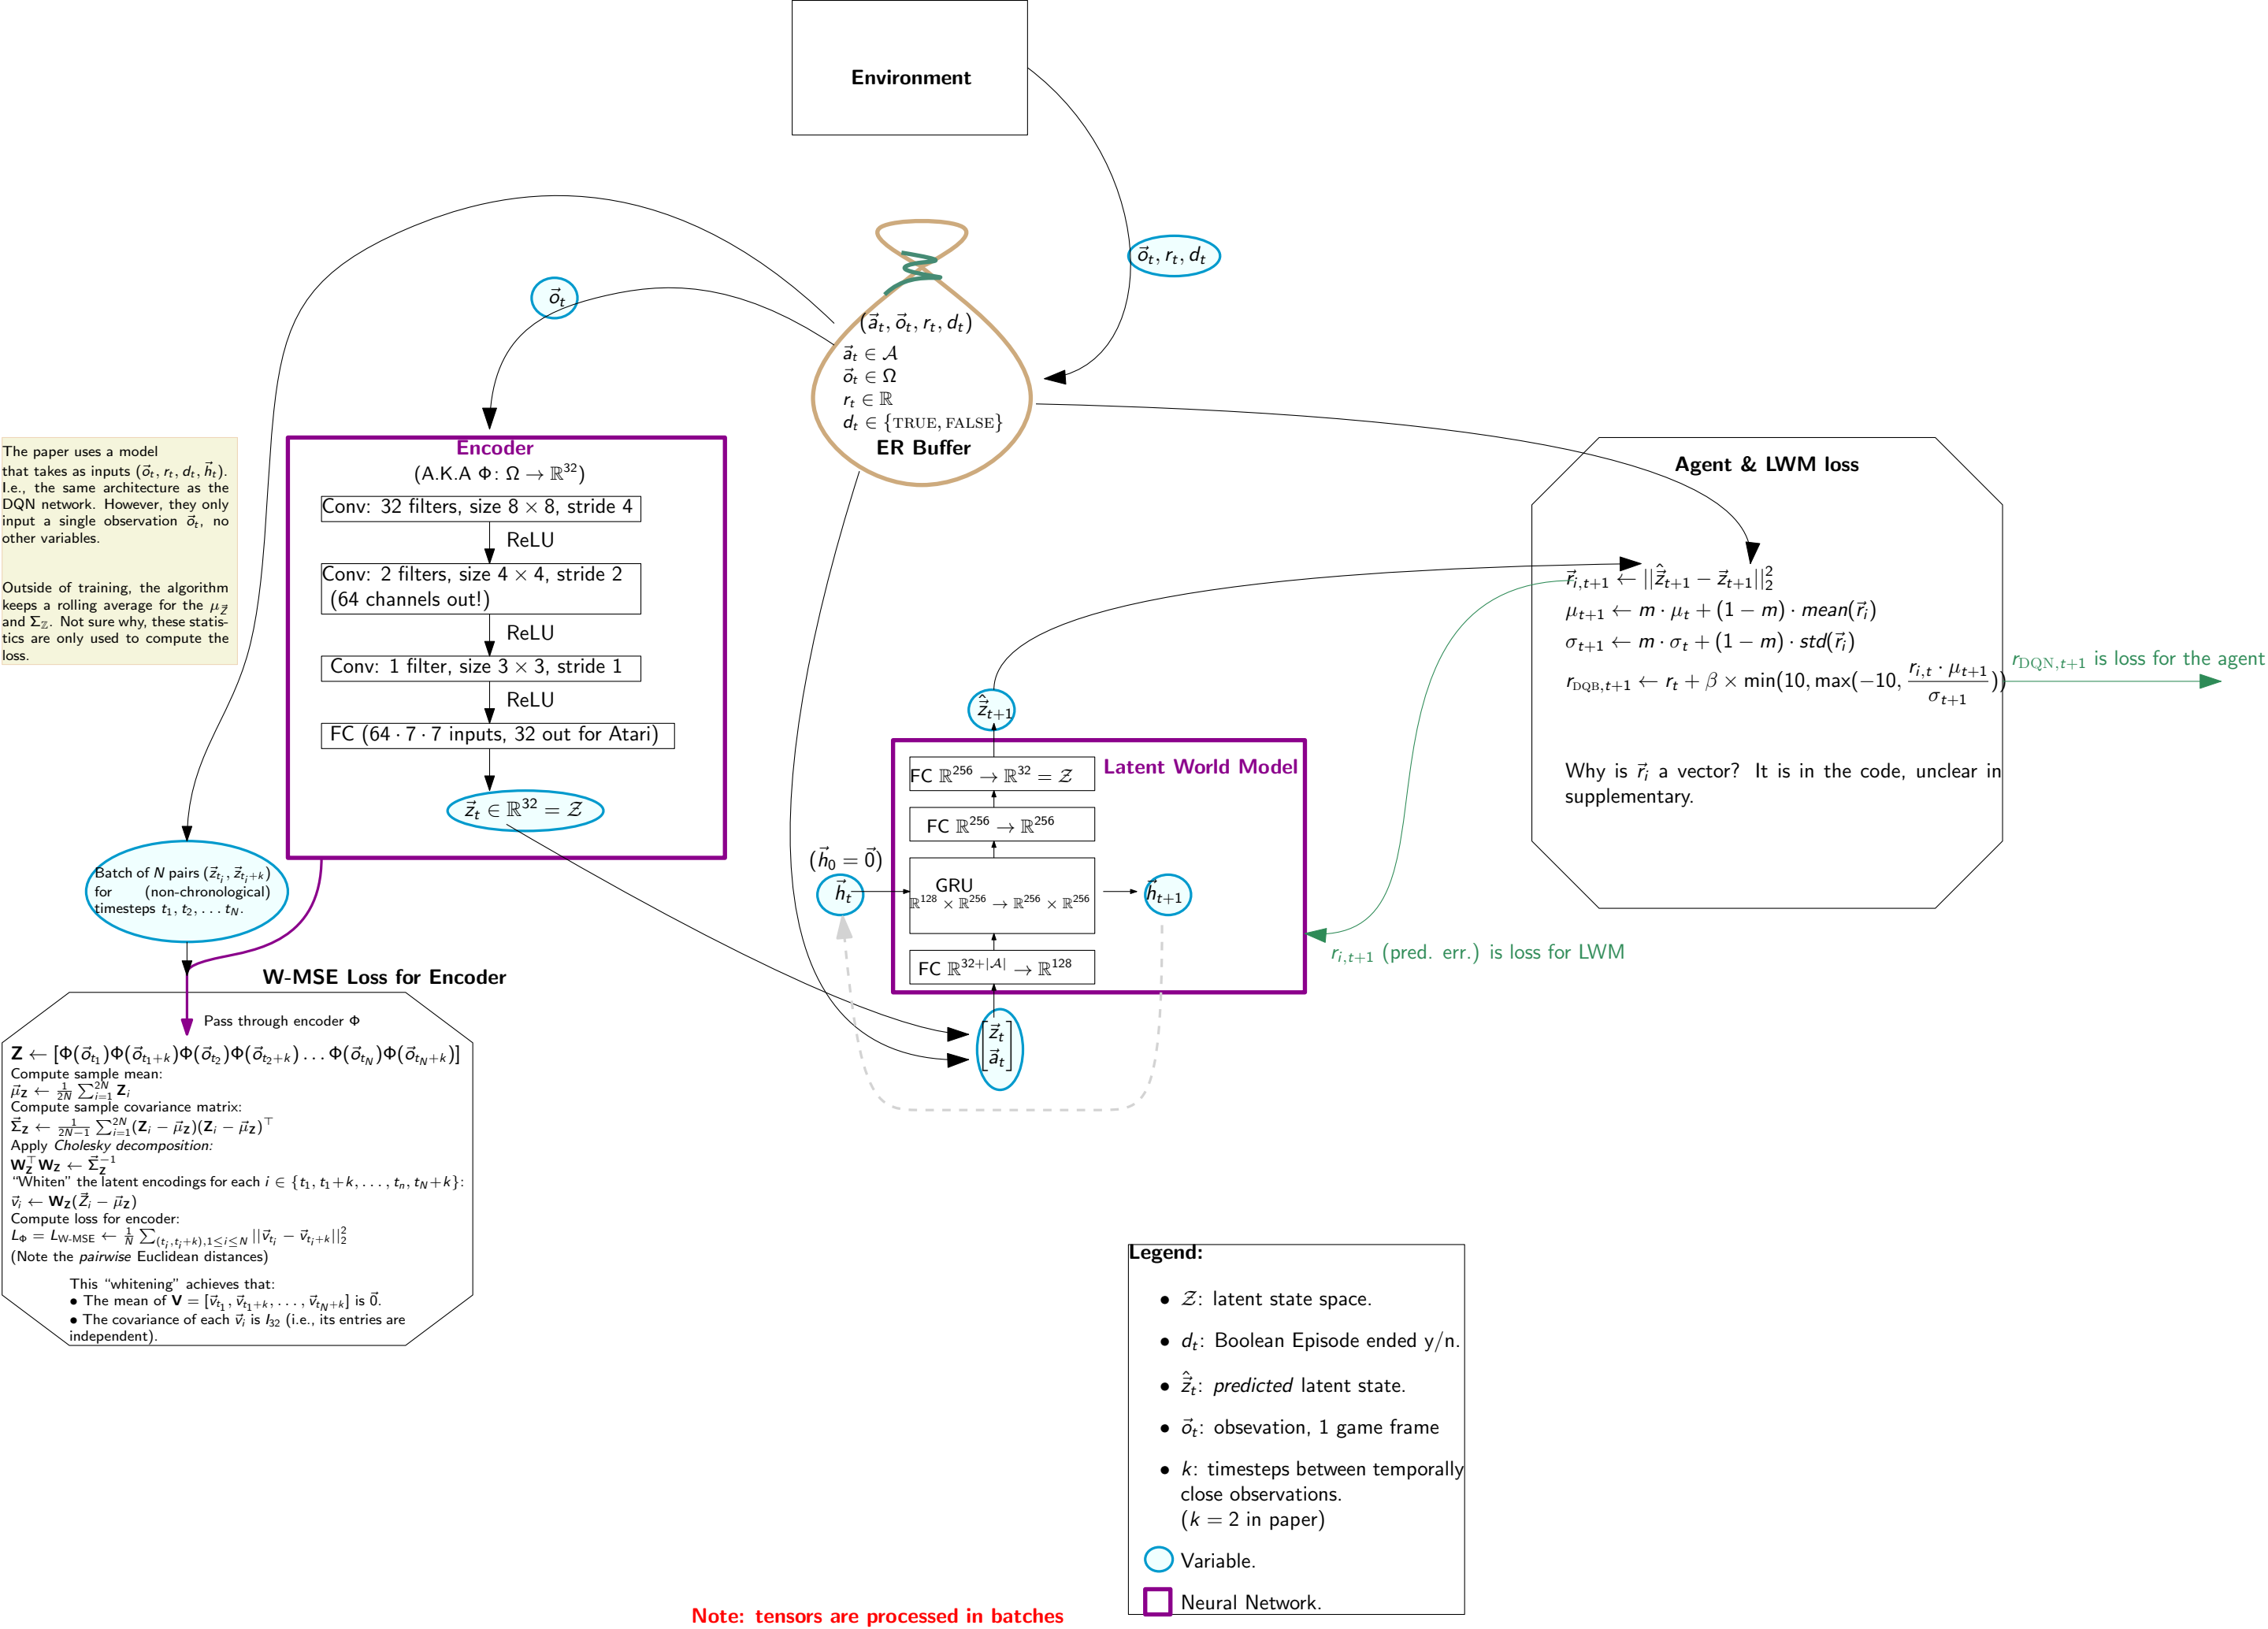 Environment
$\vec{o}_t, r_t, d_t$
$\vec{o}_t$
$(\vec{a}_t, \vec{o}_t, r_t, d_t)$
$\vec{a}_t \in \mathcal{A}$
$\vec{o}_t \in \Omega$
$r_t \in \mathbb{R}$
$d_t \in \{\text{TRUE}, \text{FALSE}\}$
ER Buffer
The paper uses a model
that takes as inputs $(\vec{o}_t, r_t, d_t, \vec{h}_t)$.
I.e., the same architecture as the
DQN network. However, they only
input a single observation $\vec{o}_t$, no
other variables.
Outside of training, the algorithm
keeps a rolling average for the $\mu_{\vec{Z}}$
and $\Sigma_{\mathbb{Z}}$. Not sure why, these statis-
tics are only used to compute the
loss.
Encoder
(A.K.A $\Phi: \Omega \to \mathbb{R}^{32}$)
Conv: 32 filters, size $8 \times 8$, stride 4
ReLU
Conv: 2 filters, size $4 \times 4$, stride 2
(64 channels out!)
ReLU
Conv: 1 filter, size $3 \times 3$, stride 1
ReLU
FC ($64 \cdot 7 \cdot 7$ inputs, 32 out for Atari)
$\vec{z}_t \in \mathbb{R}^{32} = \mathcal{Z}$
Batch of $N$ pairs $(\vec{z}_{t_i}, \vec{z}_{t_i+k})$
for (non-chronological)
timesteps $t_1, t_2, \ldots t_N$.
W-MSE Loss for Encoder
Pass through encoder $\Phi$
$\mathbf{Z} \leftarrow [\Phi(\vec{o}_{t_1})\Phi(\vec{o}_{t_1+k})\Phi(\vec{o}_{t_2})\Phi(\vec{o}_{t_2+k}) \ldots \Phi(\vec{o}_{t_N})\Phi(\vec{o}_{t_N+k})]$
Compute sample mean:
$\vec{\mu}_{\mathbf{Z}} \leftarrow \frac{1}{2N} \sum_{i=1}^{2N} \mathbf{Z}_i$
Compute sample covariance matrix:
$\vec{\Sigma}_{\mathbf{Z}} \leftarrow \frac{1}{2N-1} \sum_{i=1}^{2N} (\mathbf{Z}_i - \vec{\mu}_{\mathbf{Z}})(\mathbf{Z}_i - \vec{\mu}_{\mathbf{Z}})^\top$
Apply Cholesky decomposition:
$\mathbf{W}_{\mathbf{Z}}^\top \mathbf{W}_{\mathbf{Z}} \leftarrow \vec{\Sigma}_{\mathbf{Z}}^{-1}$
“Whiten” the latent encodings for each $i \in \{t_1, t_1+k, \ldots, t_n, t_N+k\}$:
$\vec{v}_i \leftarrow \mathbf{W}_{\mathbf{Z}}(\vec{Z}_i - \vec{\mu}_{\mathbf{Z}})$
Compute loss for encoder:
$L_\Phi = L_{\text{W-MSE}} \leftarrow \frac{1}{N} \sum_{(t_i, t_i+k), 1 \le i \le N} ||\vec{v}_{t_i} - \vec{v}_{t_i+k}||_2^2$
(Note the pairwise Euclidean distances)
This “whitening” achieves that:
• The mean of $\mathbf{V} = [\vec{v}_{t_1}, \vec{v}_{t_1+k}, \ldots, \vec{v}_{t_N+k}]$ is $\vec{0}$.
• The covariance of each $\vec{v}_i$ is $I_{32}$ (i.e., its entries are
independent).
$\hat{\vec{z}}_{t+1}$
Latent World Model
FC $\mathbb{R}^{256} \to \mathbb{R}^{32} = \mathcal{Z}$
FC $\mathbb{R}^{256} \to \mathbb{R}^{256}$
$(\vec{h}_0 = \vec{0})$
$\vec{h}_t$
GRU
$\mathbb{R}^{128} \times \mathbb{R}^{256} \to \mathbb{R}^{256} \times \mathbb{R}^{256}$
$\vec{h}_{t+1}$
FC $\mathbb{R}^{32+|\mathcal{A}|} \to \mathbb{R}^{128}$
$\begin{bmatrix} \vec{z}_t \\ \vec{a}_t \end{bmatrix}$
Agent & LWM loss
$\vec{r}_{i,t+1} \leftarrow ||\hat{\vec{z}}_{t+1} - \vec{z}_{t+1}||_2^2$
$\mu_{t+1} \leftarrow m \cdot \mu_t + (1 - m) \cdot mean(\vec{r}_i)$
$\sigma_{t+1} \leftarrow m \cdot \sigma_t + (1 - m) \cdot std(\vec{r}_i)$
$r_{\text{DQB},t+1} \leftarrow r_t + \beta \times \min(10, \max(-10, \frac{r_{i,t} \cdot \mu_{t+1}}{\sigma_{t+1}}))$
Why is $\vec{r}_i$ a vector? It is in the code, unclear in
supplementary.
$r_{\text{DQN},t+1}$ is loss for the agent
$r_{i,t+1}$ (pred. err.) is loss for LWM
Legend:
• $\mathcal{Z}$: latent state space.
• $d_t$: Boolean Episode ended y/n.
• $\hat{\vec{z}}_t$: predicted latent state.
• $\vec{o}_t$: obsevation, 1 game frame
• $k$: timesteps between temporally
close observations.
($k = 2$ in paper)
Variable.
Neural Network.
Note: tensors are processed in batches